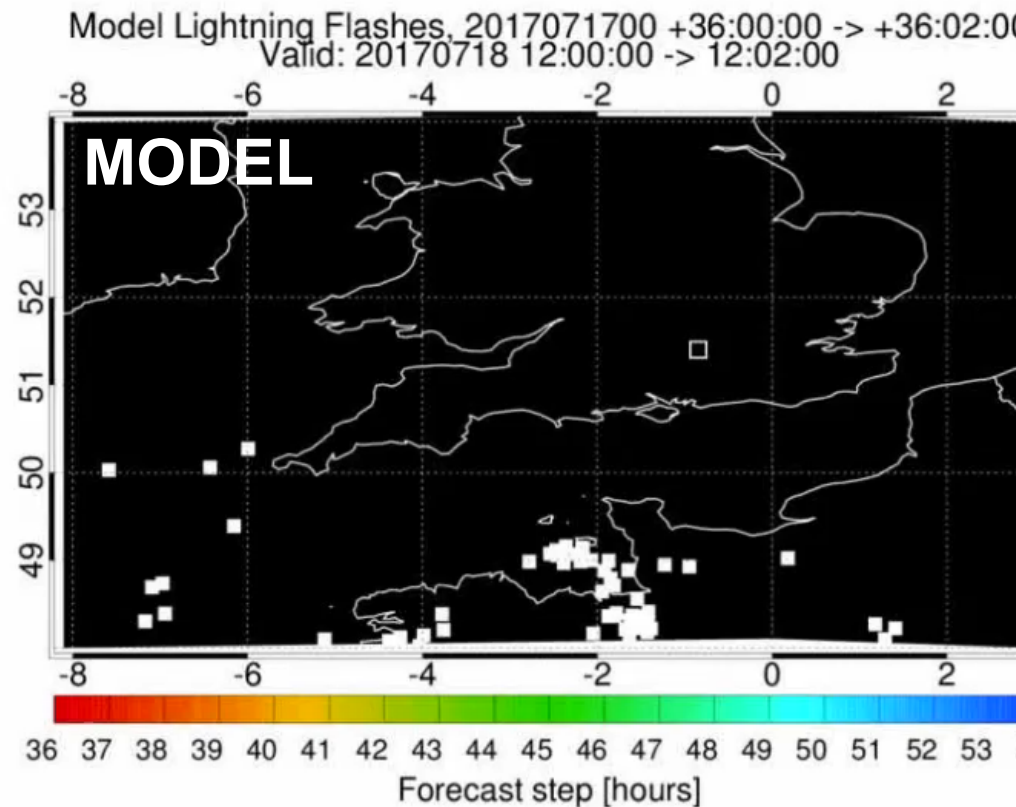 Model Lightning Flashes, 2017071700 +36:00:00 -> +36:02:00
Valid: 20170718 12:00:00 -> 12:02:00
-8 -6 -4 -2 0 2
MODEL
53
52
51
50
49
-8 -6 -4 -2 0 2
36 37 38 39 40 41 42 43 44 45 46 47 48 49 50 51 52 53
Forecast step [hours]